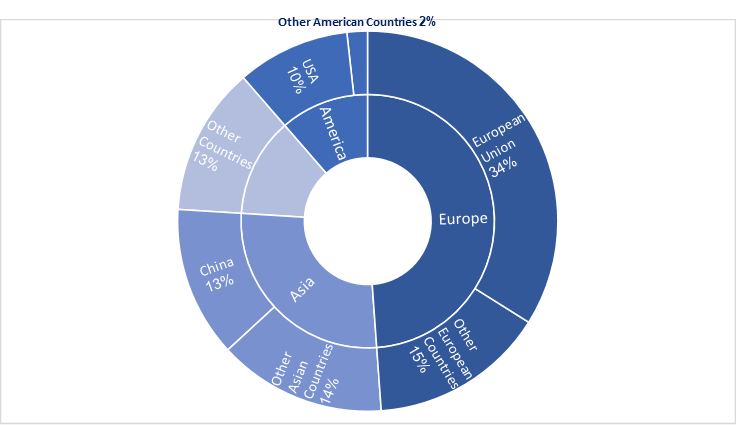 Other American Countries 2%
USA
10%
America
European
Union
34%
Other
Countries
13%
Europe
China
13%
Asia
Other
European
Countries
15%
Other
Asian
Countries
14%